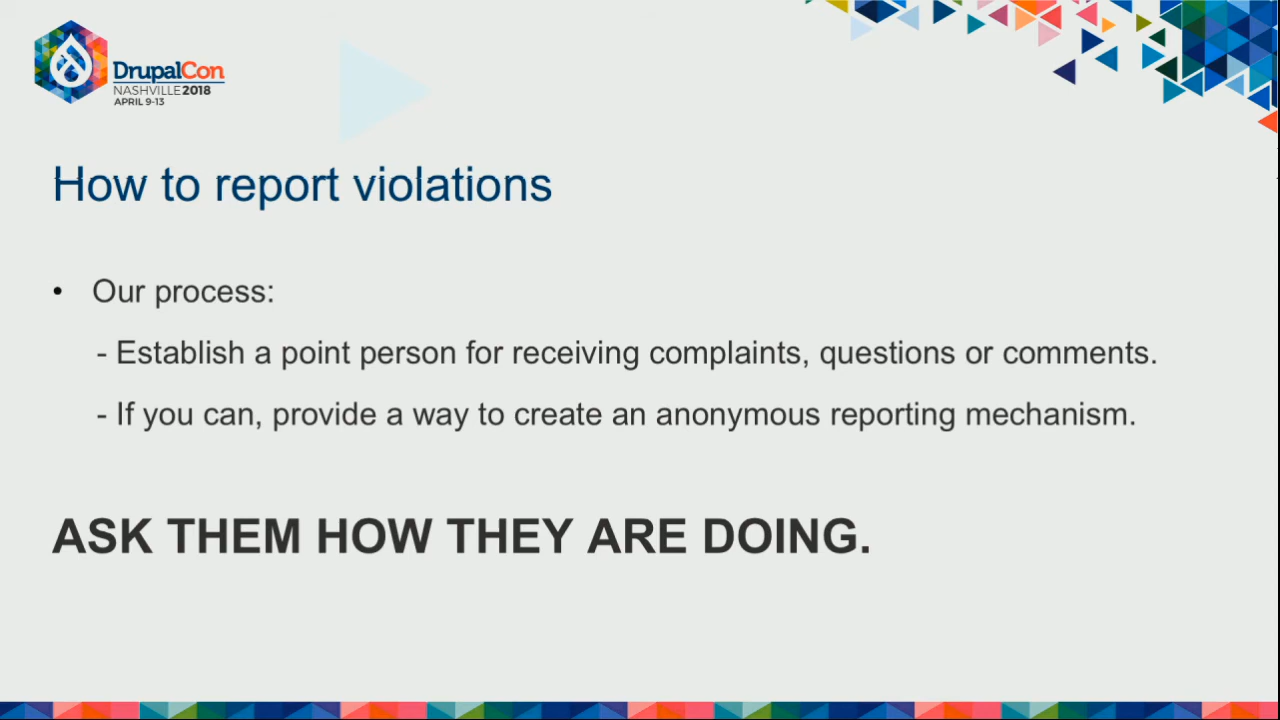 DrupalCon
NASHVILLE 2018
APRIL 9-13
How to report violations
• Our process:
- Establish a point person for receiving complaints, questions or comments.
- If you can, provide a way to create an anonymous reporting mechanism.
ASK THEM HOW THEY ARE DOING.